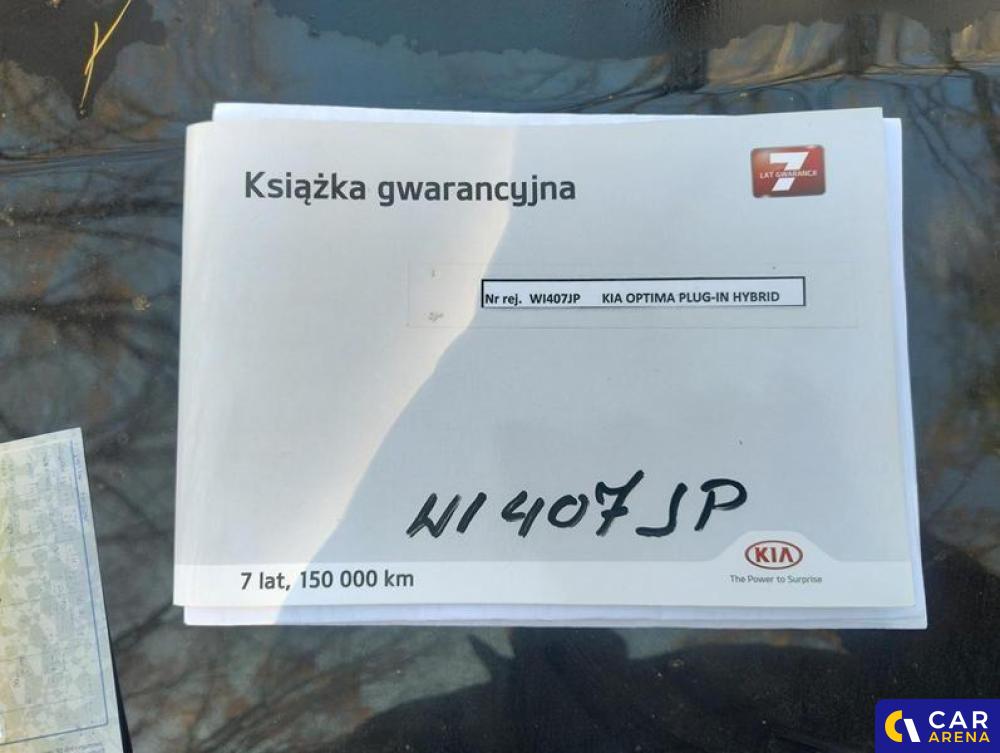 Książka gwarancyjna
7
LAT GWARANCJI
Nr rej. WI407JP KIA OPTIMA PLUG-IN HYBRID
WI 407 JP
KIA
The Power to Surprise
7 lat, 150 000 km
CAR
ARENA